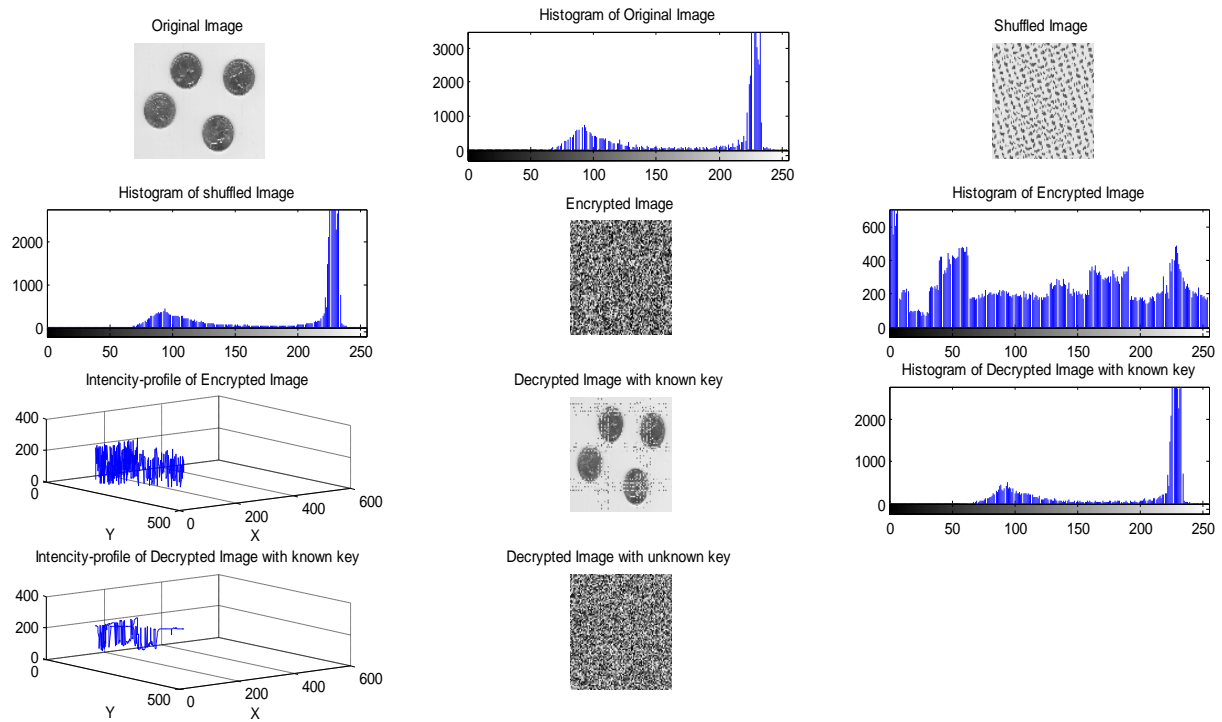 Original Image
Histogram of Original Image
Shuffled Image
3000
2000
1000
0
0 50 100 150 200 250
Histogram of shuffled Image
Encrypted Image
Histogram of Encrypted Image
2000
1000
0
0 50 100 150 200 250
600
400
200
0
0 50 100 150 200 250
Intencity-profile of Encrypted Image
Decrypted Image with known key
Histogram of Decrypted Image with known key
400
200
0
0
500
Y
0
200
400
600
X
2000
1000
0
0 50 100 150 200 250
Intencity-profile of Decrypted Image with known key
Decrypted Image with unknown key
400
200
0
0
500
Y
0
200
400
600
X